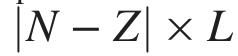 |N − Z| × L